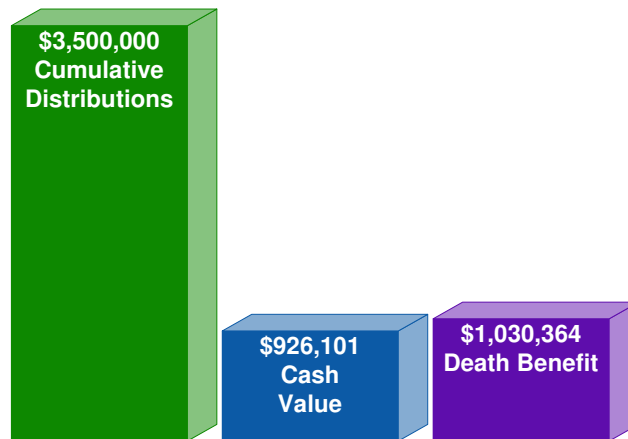 $3,500,000
Cumulative
Distributions
$926,101
Cash
Value
$1,030,364
Death Benefit